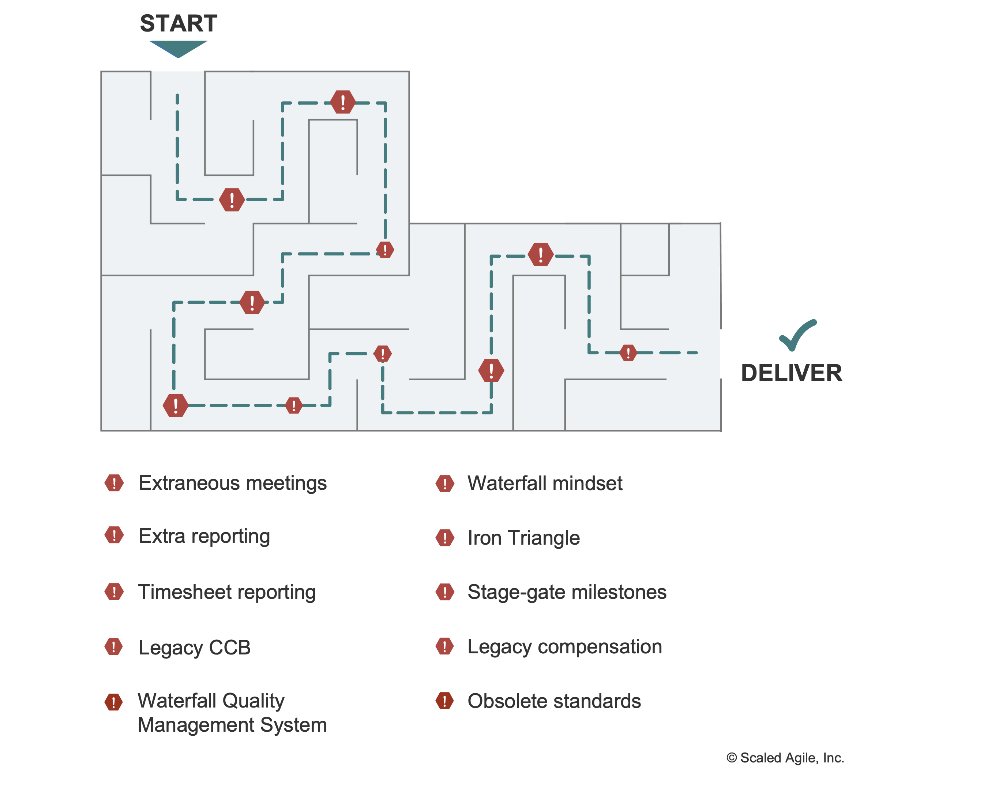 START
DELIVER
Extraneous meetings
Extra reporting
Timesheet reporting
Legacy CCB
Waterfall Quality
Management System
Waterfall mindset
Iron Triangle
Stage-gate milestones
Legacy compensation
Obsolete standards
© Scaled Agile, Inc.